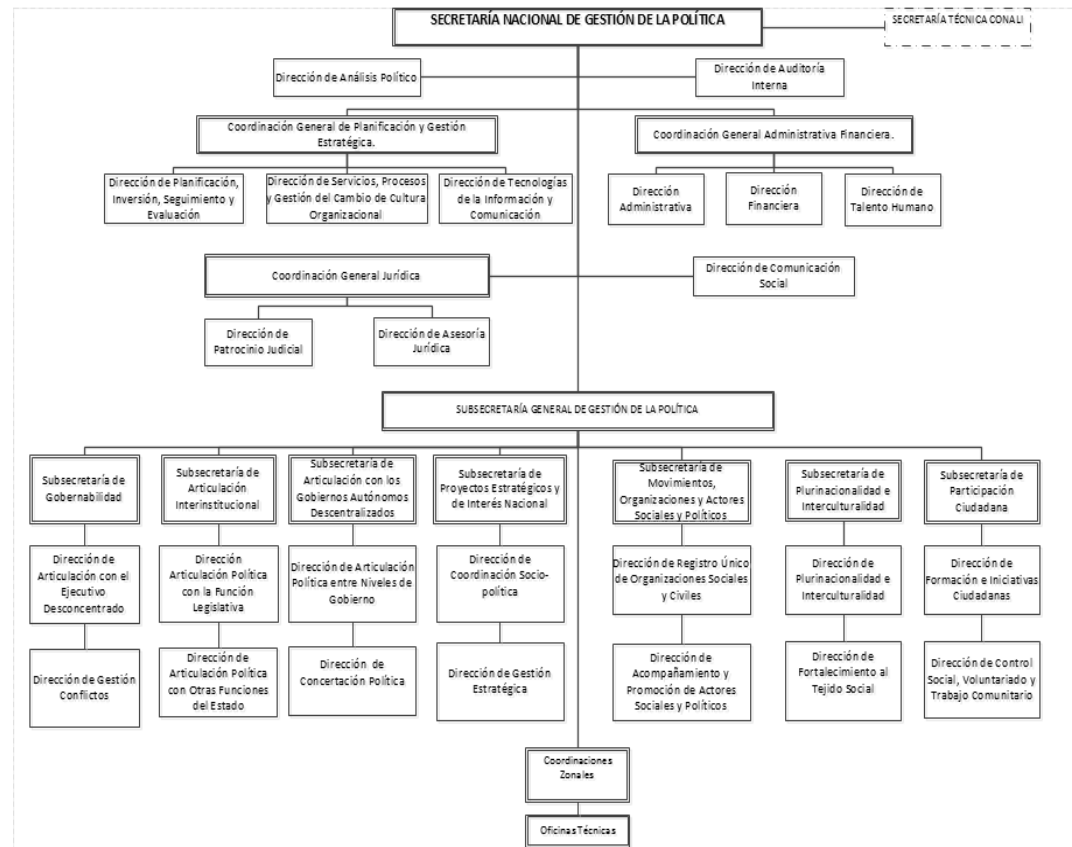 SECRETARÍA NACIONAL DE GESTIÓN DE LA POLÍTICA
SECRETARÍA TÉCNICA CONALI
Dirección de Análisis Político
Dirección de Auditoría
Interna
Coordinación General de Planificación y Gestión
Estratégica.
Coordinación General Administrativa Financiera.
Dirección de Planificación,
Inversión, Seguimiento y
Evaluación
Dirección de Servicios, Procesos
y Gestión del Cambio de Cultura
Organizacional
Dirección de Tecnologías
de la Información y
Comunicación
Dirección
Administrativa
Dirección
Financiera
Dirección de
Talento Humano
Coordinación General Jurídica
Dirección de Comunicación
Social
Dirección de
Patrocinio Judicial
Dirección de Asesoría
Jurídica
SUBSECRETARÍA GENERAL DE GESTIÓN DE LA POLÍTICA
Subsecretaría de
Gobernabilidad
Subsecretaría de
Articulación
Interinstitucional
Subsecretaría de
Articulación con los
Gobiernos Autónomos
Descentralizados
Subsecretaría de
Proyectos Estratégicos y
de Interés Nacional
Subsecretaría de
Movimientos,
Organizaciones y Actores
Sociales y Políticos
Subsecretaría de
Plurinacionalidad e
Interculturalidad
Subsecretaría de
Participación
Ciudadana
Dirección de
Articulación con el
Ejecutivo
Desconcentrado
Dirección
Articulación Política
con la Función
Legislativa
Dirección de Articulación
Política entre Niveles de
Gobierno
Dirección de
Coordinación Socio-
política
Dirección de Registro Único
de Organizaciones Sociales
y Civiles
Dirección de
Plurinacionalidad e
Interculturalidad
Dirección de
Formación e Iniciativas
Ciudadanas
Dirección de Gestión
Conflictos
Dirección de
Articulación Política
con Otras Funciones
del Estado
Dirección de
Concertación Política
Dirección de Gestión
Estratégica
Dirección de
Acompañamiento y
Promoción de Actores
Sociales y Políticos
Dirección de
Fortalecimiento al
Tejido Social
Dirección de Control
Social, Voluntariado y
Trabajo Comunitario
Coordinaciones
Zonales
Oficinas Técnicas